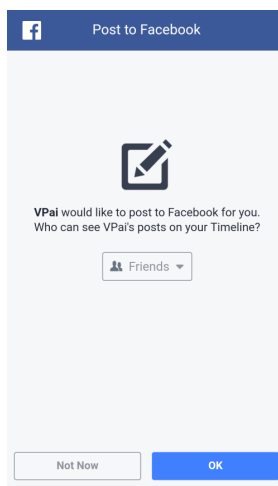 Post to Facebook
VPai would like to post to Facebook for you.
Who can see VPai's posts on your Timeline?
Friends
Not Now
OK